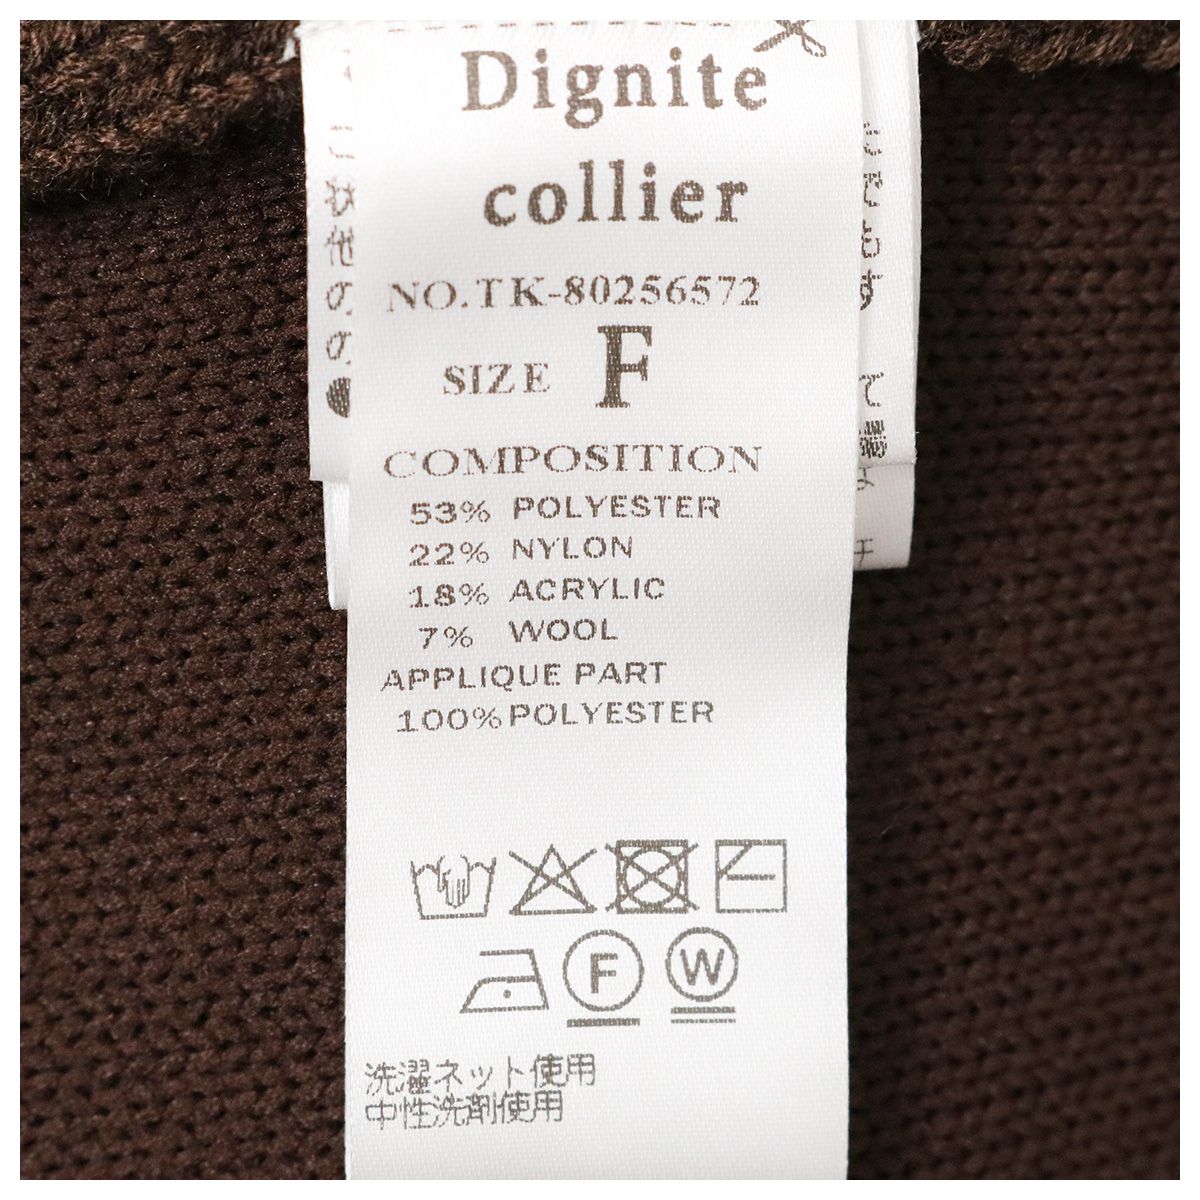 Dignite
collier
NO.TK-80256572
SIZE F
COMPOSITION
53% POLYESTER
22% NYLON
18% ACRYLIC
7% WOOL
APPLIQUE PART
100% POLYESTER
F
W
洗濯ネット使用
中性洗剤使用